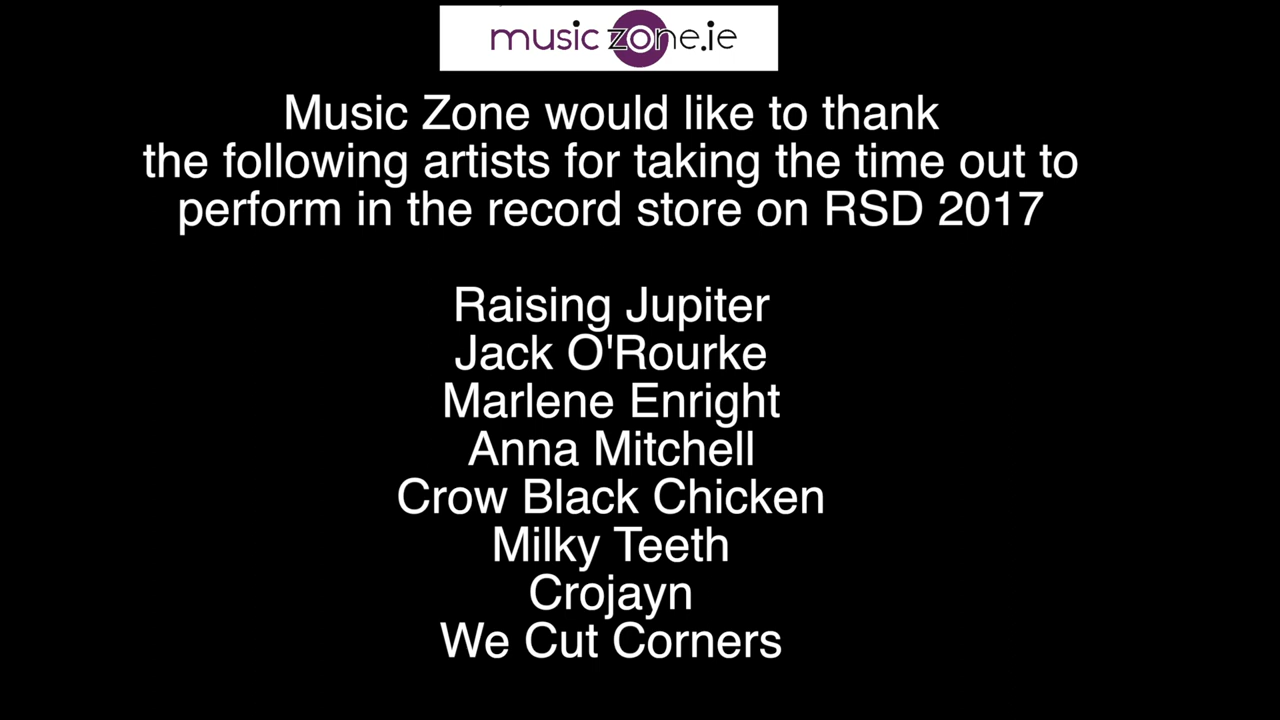 music zone.ie
Music Zone would like to thank
the following artists for taking the time out to
perform in the record store on RSD 2017
Raising Jupiter
Jack O'Rourke
Marlene Enright
Anna Mitchell
Crow Black Chicken
Milky Teeth
Crojayn
We Cut Corners